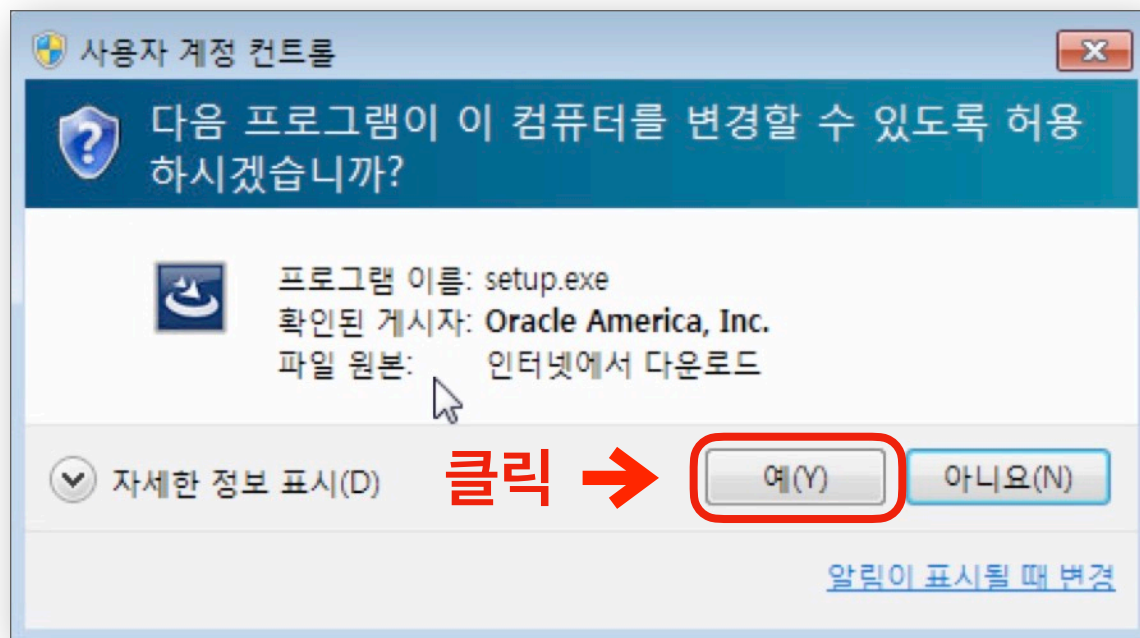 사용자 계정 컨트롤
다음 프로그램이 이 컴퓨터를 변경할 수 있도록 허용
하시겠습니까?
프로그램 이름: setup.exe
확인된 게시자: Oracle America, Inc.
파일 원본: 인터넷에서 다운로드
자세한 정보 표시(D) 클릭 예(Y) 아니요(N)
알림이 표시될 때 변경